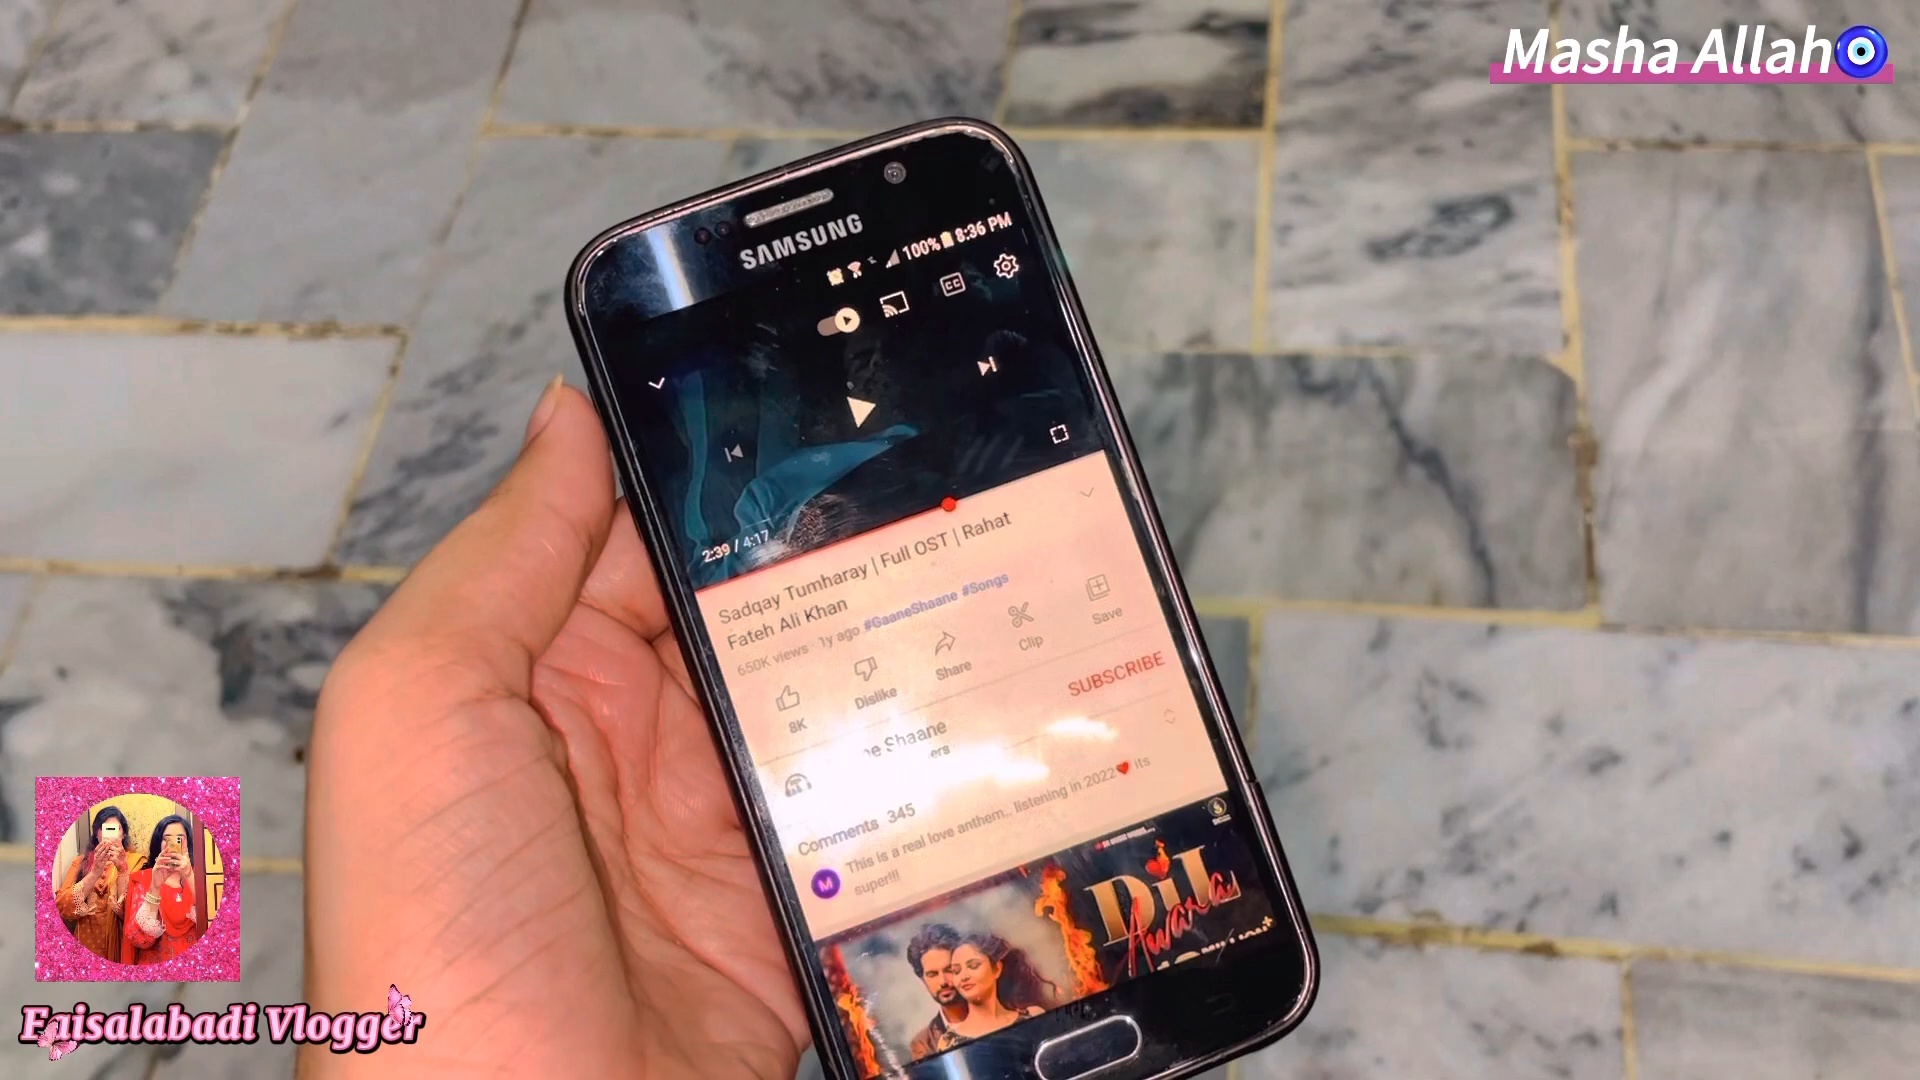 Masha Allah
SAMSUNG
100% 8:36 PM
CC
2:39 / 4:17
Sadqay Tumharay | Full OST | Rahat
Fateh Ali Khan
650K views · 1y ago #GaaneShaane #Songs
8K
Dislike
Share
Clip
Save
Shaane
SUBSCRIBE
Comments 345
M
This is a real love anthem... listening in 2022❤ its
super!!!
DiL
Awara
Faisalabadi Vlogger